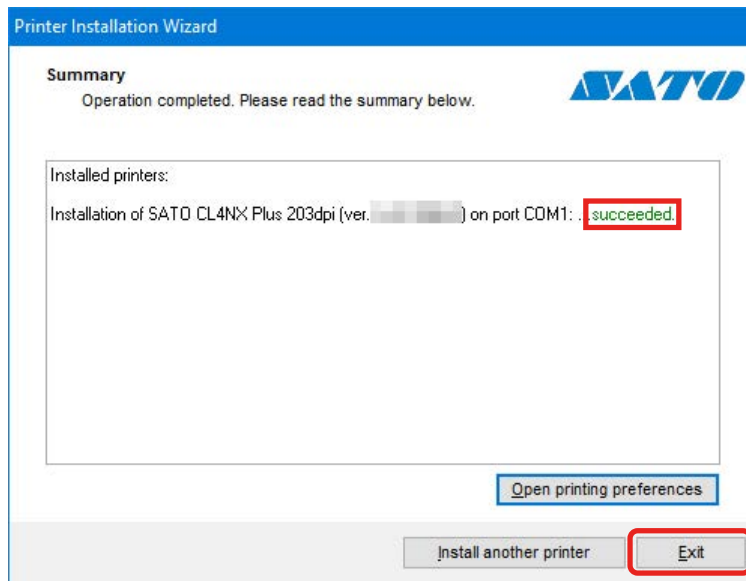 Printer Installation Wizard
Summary
Operation completed. Please read the summary below.
SATO
Installed printers:
Installation of SATO CL4NX Plus 203dpi (ver. ) on port COM1: ...succeeded.
Open printing preferences
Install another printer
Exit